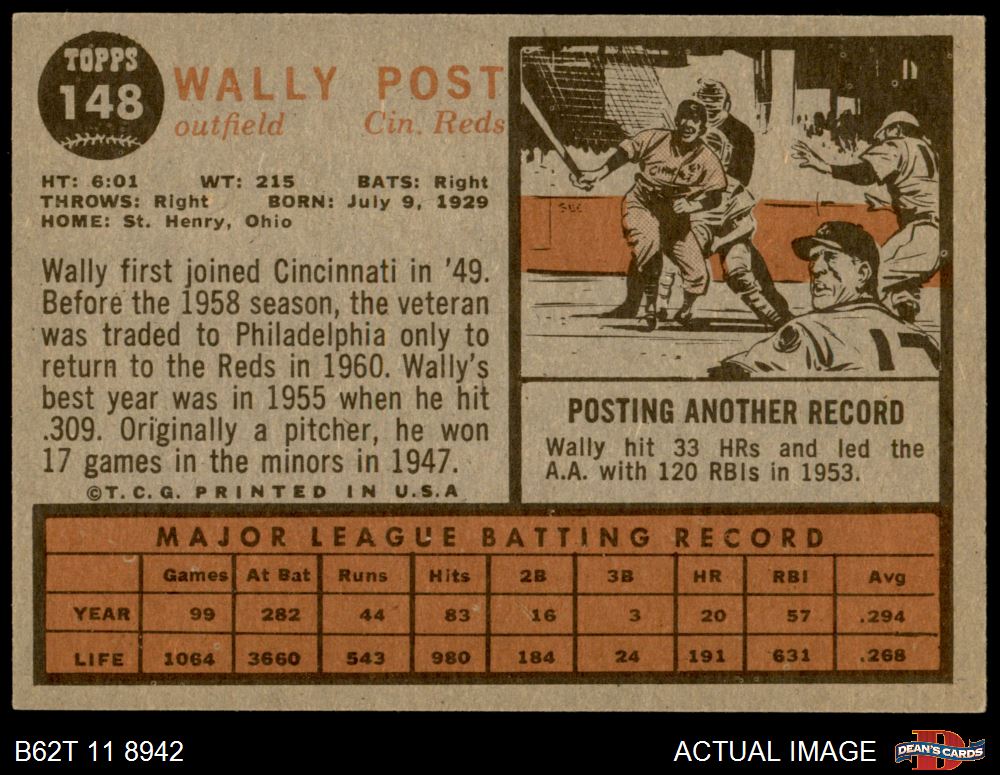 TOPPS
148
WALLY POST
outfield Cin. Reds
HT: 6:01 WT: 215 BATS: Right
THROWS: Right BORN: July 9, 1929
HOME: St. Henry, Ohio
Wally first joined Cincinnati in '49.
Before the 1958 season, the veteran
was traded to Philadelphia only to
return to the Reds in 1960. Wally's
best year was in 1955 when he hit
.309. Originally a pitcher, he won
17 games in the minors in 1947.
©T.C.G. PRINTED IN U.S.A
POSTING ANOTHER RECORD
Wally hit 33 HRs and led the
A.A. with 120 RBIs in 1953.
MAJOR LEAGUE BATTING RECORD
Games At Bat Runs Hits 2B 3B HR RBI Avg
YEAR 99 282 44 83 16 3 20 57 .294
LIFE 1064 3660 543 980 184 24 191 631 .268
B62T 11 8942
ACTUAL IMAGE
DEAN'S CARDS